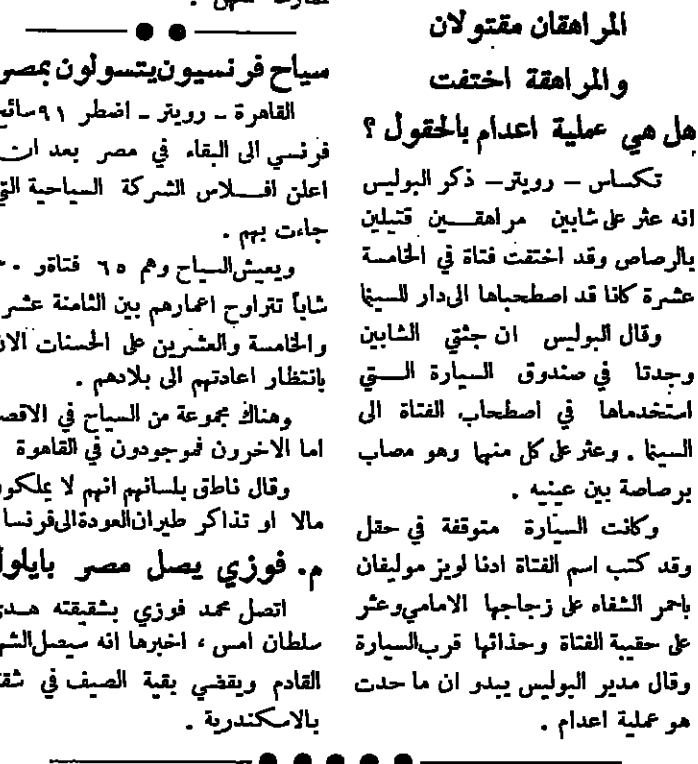 المراهقان مقتولان
والمراهقة اختفت
هل هي عملية اعدام بالحقول ؟
تكساس – رويتر – ذكر البوليس
انه عثر على شابين مراهقين قتيلين
بالرصاص وقد اختفت فتاة في الخامسة
عشرة كانا قد اصطحباها الى دار للسينما
وقال البوليس ان جثتي الشابين
وجدتا في صندوق السيارة التي
استخدماها في اصطحاب الفتاة الى
السينما . وعثر على كل منها وهو مصاب
برصاصة بين عينيه .
وكانت السيارة متوقفة في حقل
وقد كتب اسم الفتاة ادنا لويز موليفان
باحمر الشفاه على زجاجها الامامي وعثر
على حقيبة الفتاة وحذائها قرب السيارة
وقال مدير البوليس يبدو ان ما حدث
هو عملية اعدام .
سياح فرنسيون يتسولون بمصر
القاهرة – رويتر – اضطر ٩١ سائح
فرنسي الى البقاء في مصر بعد ان
اعلن افلاس الشركة السياحية التي
جاءت بهم .
ويعيش السياح وهم ٦٥ فتاة و
شاباً تتراوح اعمارهم بين الثامنة عشر
والخامسة والعشرين على الحسنات الان
بانتظار اعادتهم الى بلادهم .
وهناك مجموعة من السياح في الاقصر
اما الاخرون فموجودون في القاهرة
وقال ناطق بلسانهم انهم لا يملكون
مالا او تذاكر طيران العودة الى فرنسا
م. فوزي يصل مصر بايلول
اتصل محمد فوزي بشقيقته هدى
سلطان امس ، اخبرها انه سيصل الشهر
القادم ويقضي بقية الصيف في شقته
بالاسكندرية .